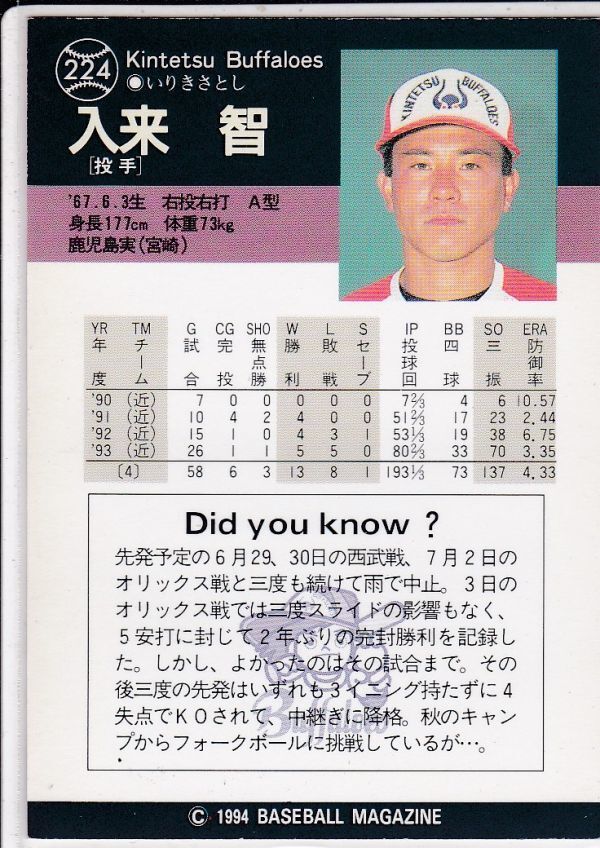 224
Kintetsu Buffaloes
●いりきさとし
入来 智
[投手]
KINTETSU BUFFALOES
'67.6.3生 右投右打 A型
身長177cm 体重73kg
鹿児島実(宮崎)
YR TM G CG SHO W L S IP BB SO ERA
年度 チーム 試合 完投 無点勝 勝利 敗戦 セーブ 投球回 四球 三振 防御率
'90 (近) 7 0 0 0 0 0 7 2/3 4 6 10.57
'91 (近) 10 4 2 4 0 0 51 2/3 17 23 2.44
'92 (近) 15 1 0 4 3 1 53 1/3 19 38 6.75
'93 (近) 26 1 1 5 5 0 80 2/3 33 70 3.35
(4) 58 6 3 13 8 1 193 1/3 73 137 4.33
Did you know ?
先発予定の6月29、30日の西武戦、7月2日の
オリックス戦と三度も続けて雨で中止。3日の
オリックス戦では三度スライドの影響もなく、
5安打に封じて2年ぶりの完封勝利を記録し
た。しかし、よかったのはその試合まで。その
後三度の先発はいずれも3イニング持たずに4
失点でKOされて、中継ぎに降格。秋のキャン
プからフォークボールに挑戦しているが…。
Buffaloes
© 1994 BASEBALL MAGAZINE